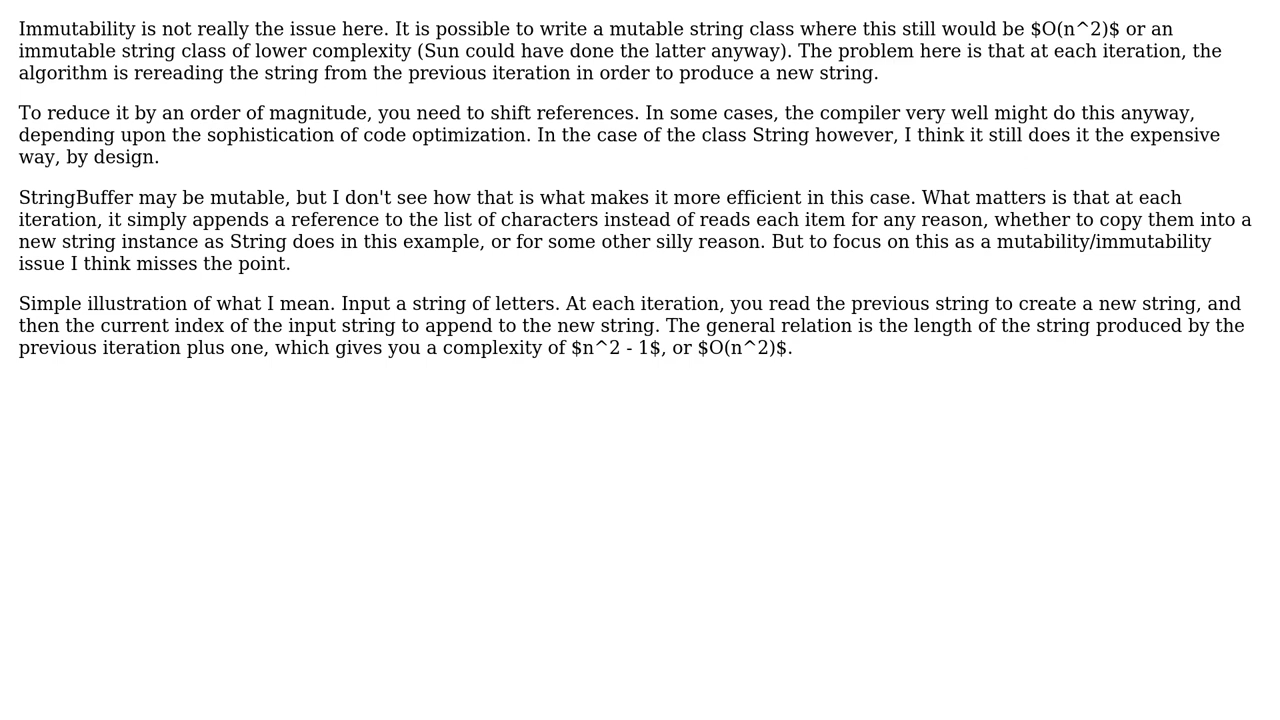 Immutability is not really the issue here. It is possible to write a mutable string class where this still would be $O(n^2)$ or an
immutable string class of lower complexity (Sun could have done the latter anyway). The problem here is that at each iteration, the
algorithm is rereading the string from the previous iteration in order to produce a new string.
To reduce it by an order of magnitude, you need to shift references. In some cases, the compiler very well might do this anyway,
depending upon the sophistication of code optimization. In the case of the class String however, I think it still does it the expensive
way, by design.
StringBuffer may be mutable, but I don't see how that is what makes it more efficient in this case. What matters is that at each
iteration, it simply appends a reference to the list of characters instead of reads each item for any reason, whether to copy them into a
new string instance as String does in this example, or for some other silly reason. But to focus on this as a mutability/immutability
issue I think misses the point.
Simple illustration of what I mean. Input a string of letters. At each iteration, you read the previous string to create a new string, and
then the current index of the input string to append to the new string. The general relation is the length of the string produced by the
previous iteration plus one, which gives you a complexity of $n^2 - 1$, or $O(n^2)$.